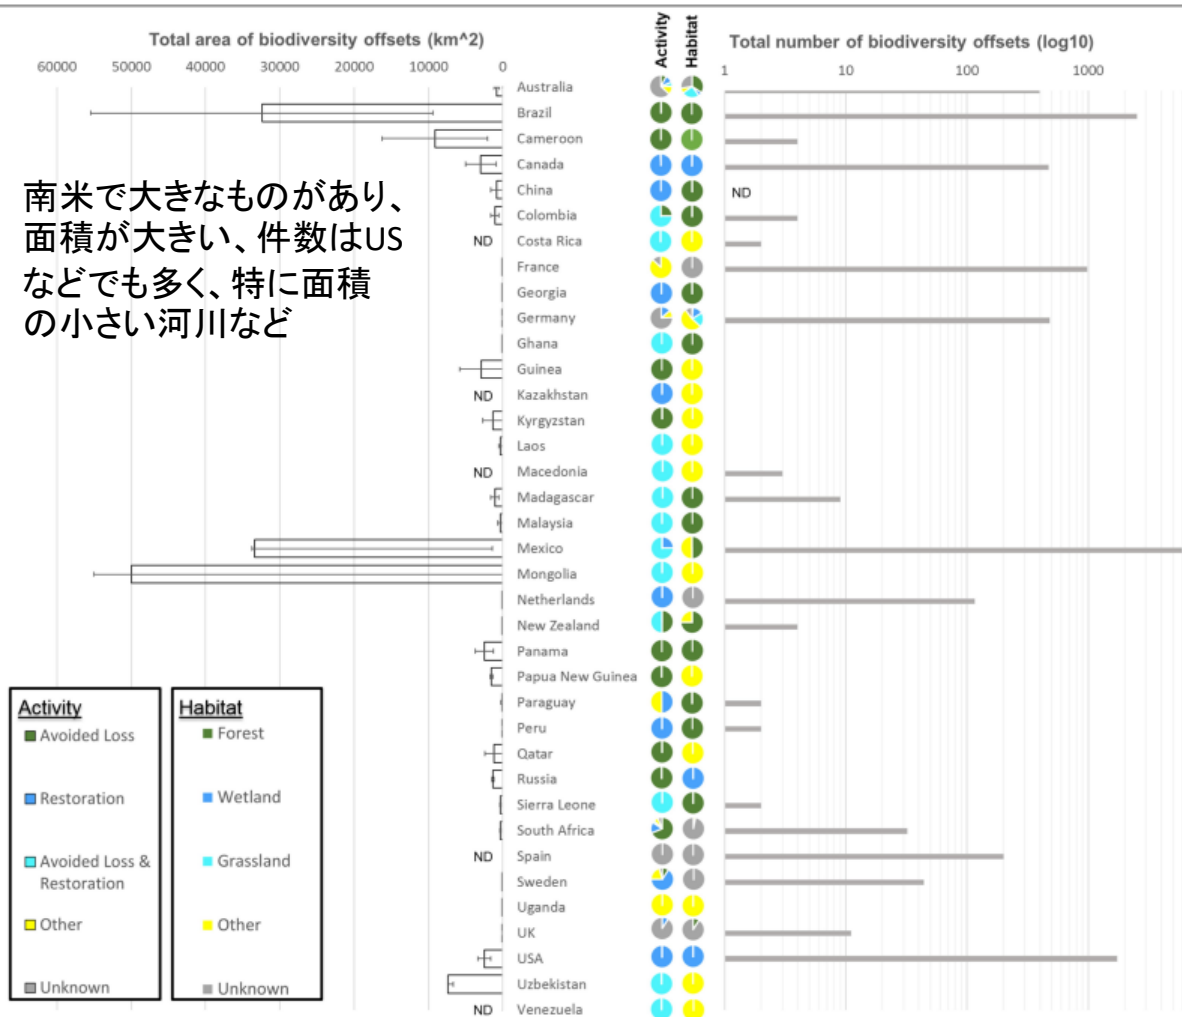 Total area of biodiversity offsets (km^2)
Activity
Habitat
Total number of biodiversity offsets (log10)
60000 50000 40000 30000 20000 10000 0
1 10 100 1000
Australia
Brazil
Cameroon
Canada
China ND
Colombia
ND Costa Rica
France
Georgia
Germany
Ghana
Guinea
ND Kazakhstan
Kyrgyzstan
Laos
ND Macedonia
Madagascar
Malaysia
Mexico
Mongolia
Netherlands
New Zealand
Panama
Papua New Guinea
Paraguay
Peru
Qatar
Russia
Sierra Leone
South Africa
ND Spain
Sweden
Uganda
UK
USA
Uzbekistan
ND Venezuela
南米で大きなものがあり、
面積が大きい、件数はUS
などでも多く、特に面積
の小さい河川など
Activity
Avoided Loss
Restoration
Avoided Loss &
Restoration
Other
Unknown
Habitat
Forest
Wetland
Grassland
Other
Unknown